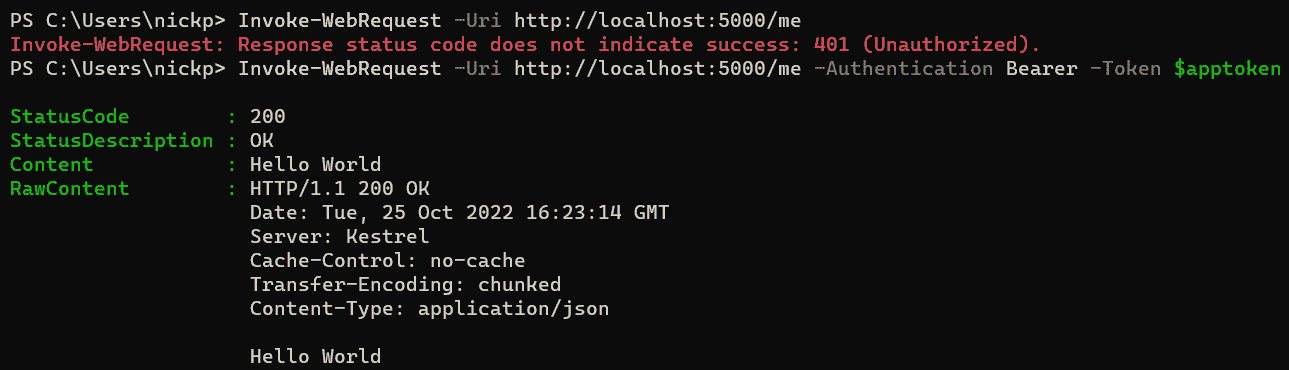 PS C:\Users\nickp> Invoke-WebRequest -Uri http://localhost:5000/me
Invoke-WebRequest: Response status code does not indicate success: 401 (Unauthorized).
PS C:\Users\nickp> Invoke-WebRequest -Uri http://localhost:5000/me -Authentication Bearer -Token $apptoken
StatusCode : 200
StatusDescription : OK
Content : Hello World
RawContent : HTTP/1.1 200 OK
Date: Tue, 25 Oct 2022 16:23:14 GMT
Server: Kestrel
Cache-Control: no-cache
Transfer-Encoding: chunked
Content-Type: application/json
Hello World